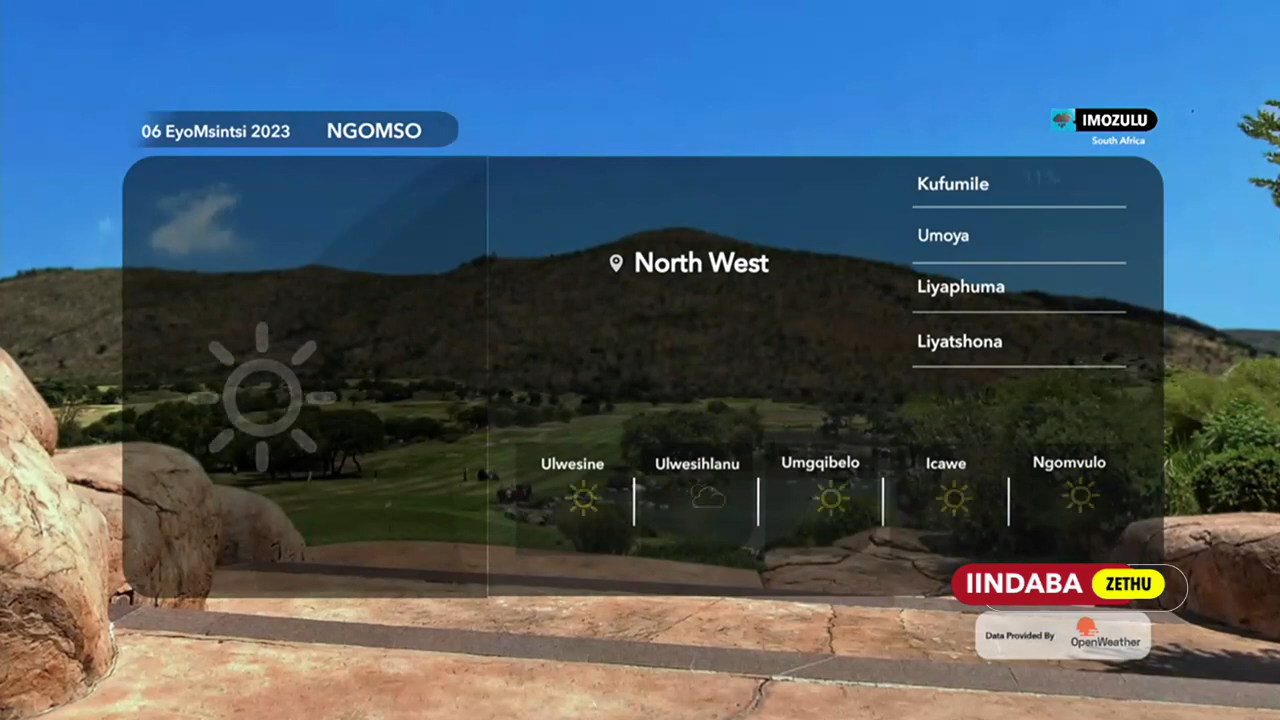 06 EyoMsintsi 2023 NGOMSO
IMOZULU
South Africa
North West
Kufumile 11%
Umoya
Liyaphuma
Liyatshona
Ulwesine Ulwesihlanu Umgqibelo Icawe Ngomvulo
IINDABA ZETHU
Data Provided By OpenWeather